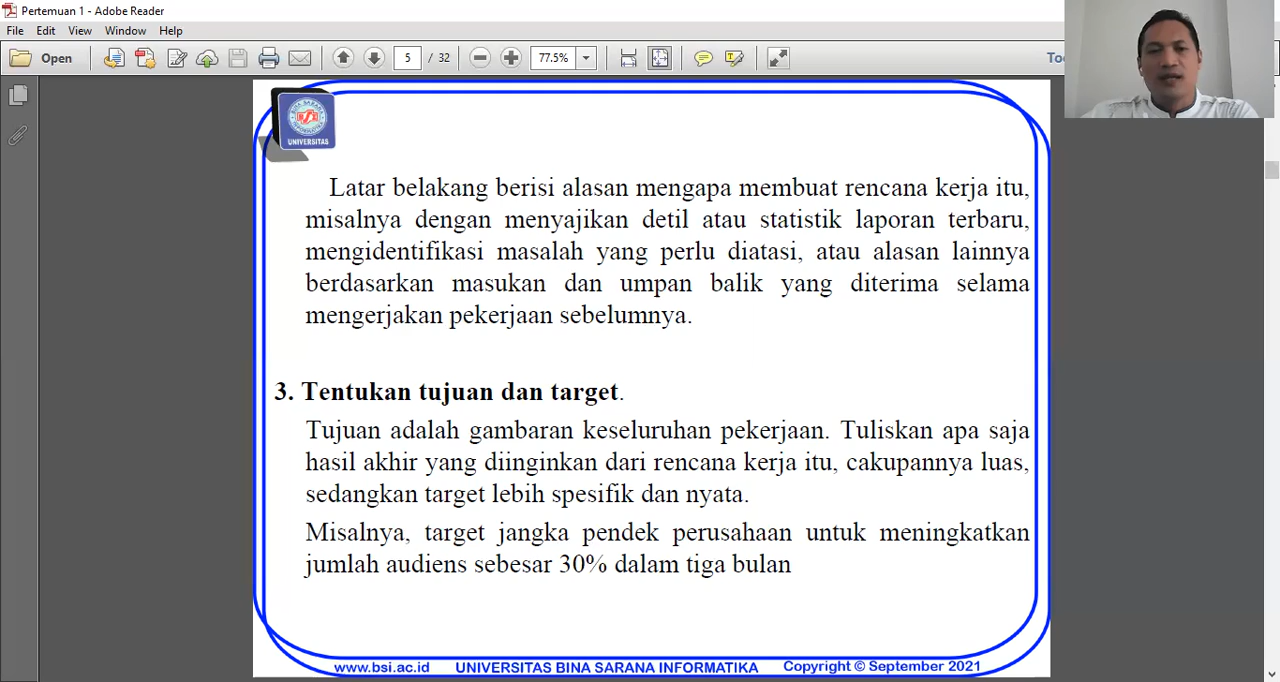 Pertemuan 1 - Adobe Reader
File Edit View Window Help
Open 5 / 32 77.5%
UNIVERSITAS
Latar belakang berisi alasan mengapa membuat rencana kerja itu,
misalnya dengan menyajikan detil atau statistik laporan terbaru,
mengidentifikasi masalah yang perlu diatasi, atau alasan lainnya
berdasarkan masukan dan umpan balik yang diterima selama
mengerjakan pekerjaan sebelumnya.
3. Tentukan tujuan dan target.
Tujuan adalah gambaran keseluruhan pekerjaan. Tuliskan apa saja
hasil akhir yang diinginkan dari rencana kerja itu, cakupannya luas,
sedangkan target lebih spesifik dan nyata.
Misalnya, target jangka pendek perusahaan untuk meningkatkan
jumlah audiens sebesar 30% dalam tiga bulan
www.bsi.ac.id UNIVERSITAS BINA SARANA INFORMATIKA Copyright © September 2021